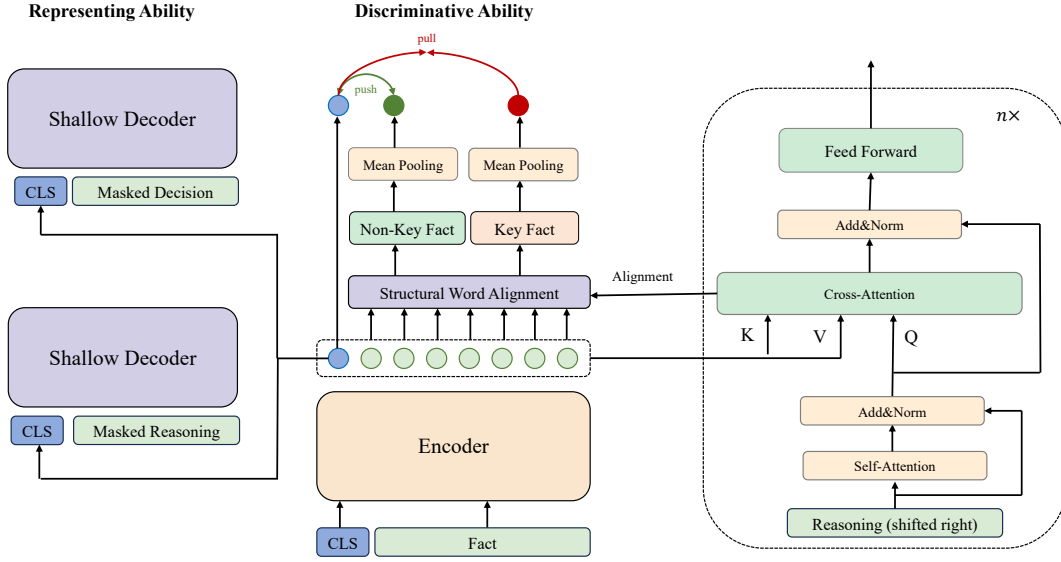 Representing Ability
Discriminative Ability
pull
push
Shallow Decoder
CLS
Masked Decision
Shallow Decoder
CLS
Masked Reasoning
Mean Pooling
Mean Pooling
Non-Key Fact
Key Fact
Structural Word Alignment
Encoder
CLS
Fact
Alignment
n×
Feed Forward
Add&Norm
Cross-Attention
K
V
Q
Add&Norm
Self-Attention
Reasoning (shifted right)